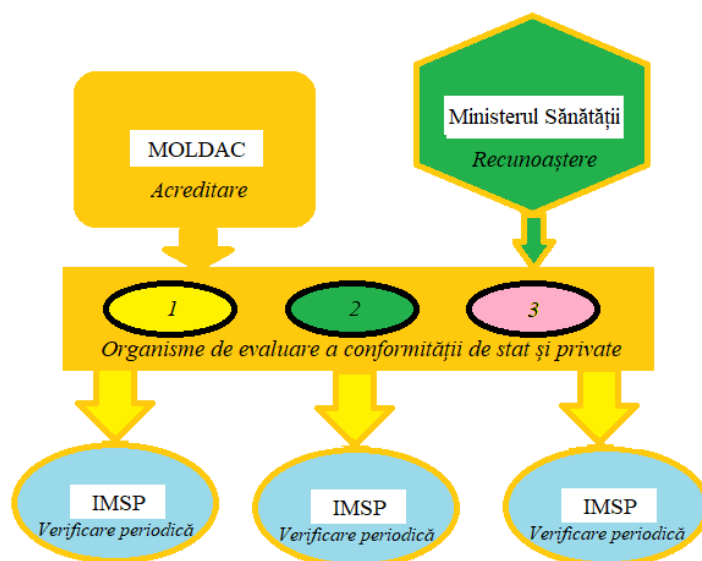 MOLDAC
Acreditare
Ministerul Sănătății
Recunoaștere
1
2
3
Organisme de evaluare a conformității de stat și private
IMSP
Verificare periodică
IMSP
Verificare periodică
IMSP
Verificare periodică